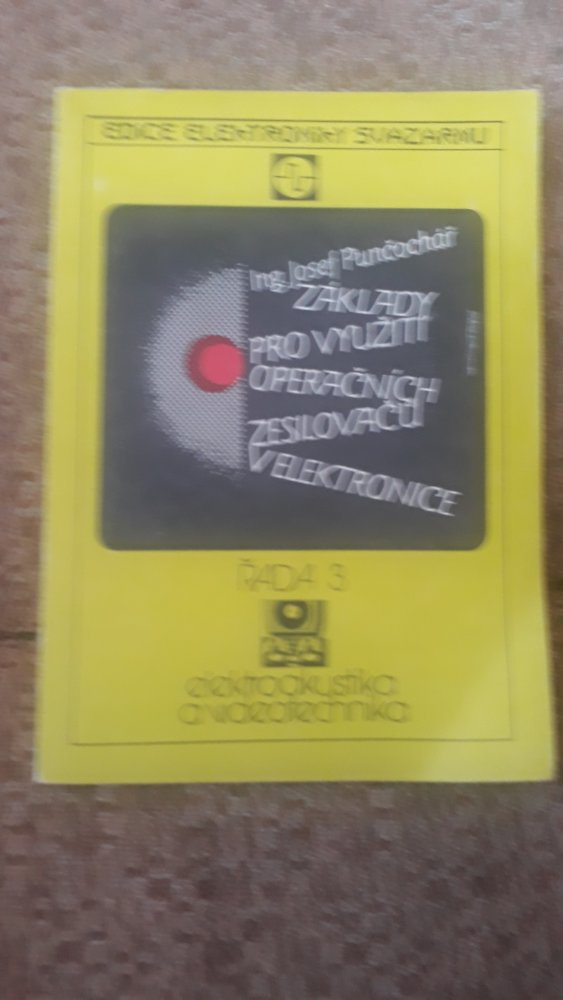 EDICE ELEKTRONIKY SVAZARMU
Ing. Josef Punčochář
ZÁKLADY
PRO VYUŽITÍ
OPERAČNÍCH
ZESILOVAČŮ
V ELEKTRONICE
ŘADA 3
elektroakustika
a videotechnika